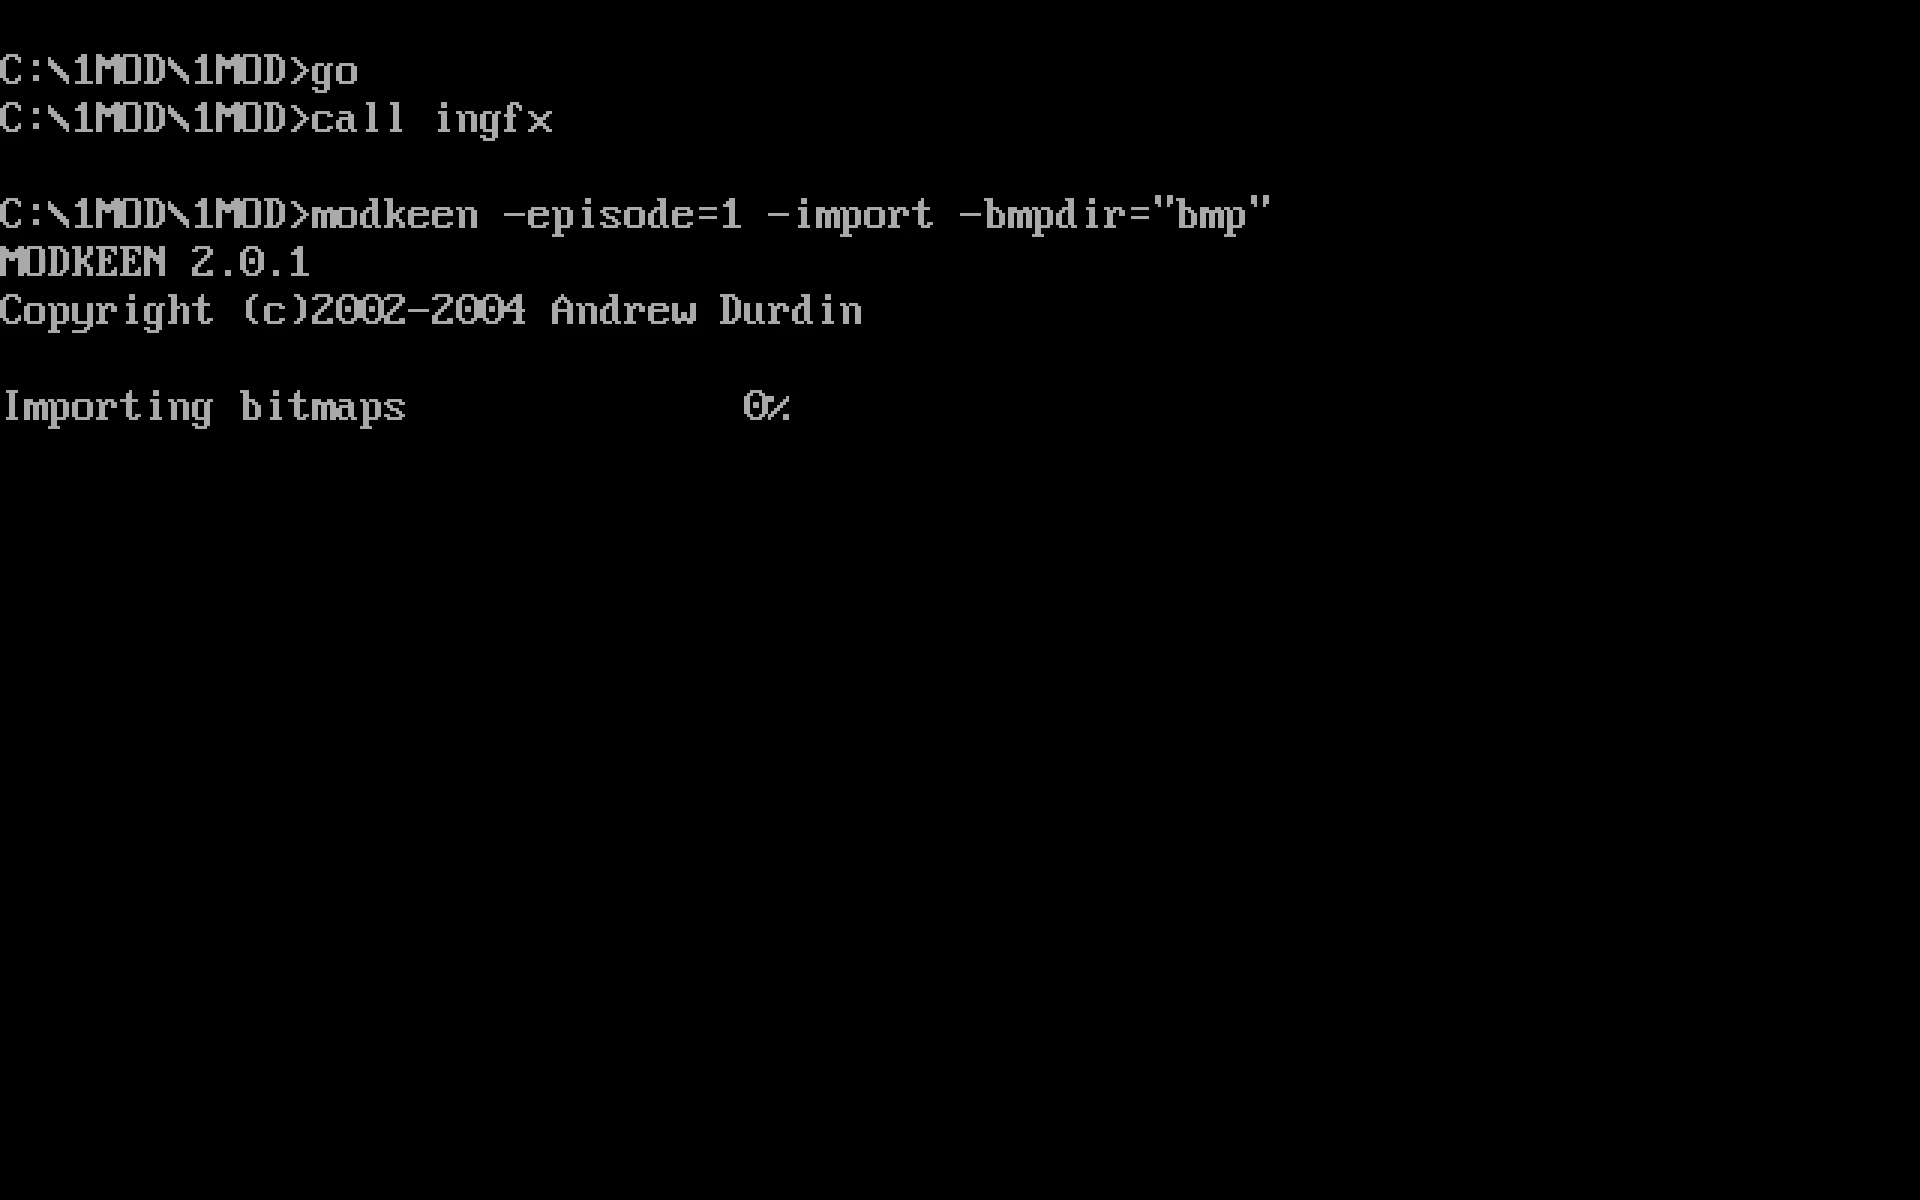 C:\1MOD\1MOD>go
C:\1MOD\1MOD>call ingfx
C:\1MOD\1MOD>modkeen -episode=1 -import -bmpdir="bmp"
MODKEEN 2.0.1
Copyright (c)2002-2004 Andrew Durdin
Importing bitmaps 0%